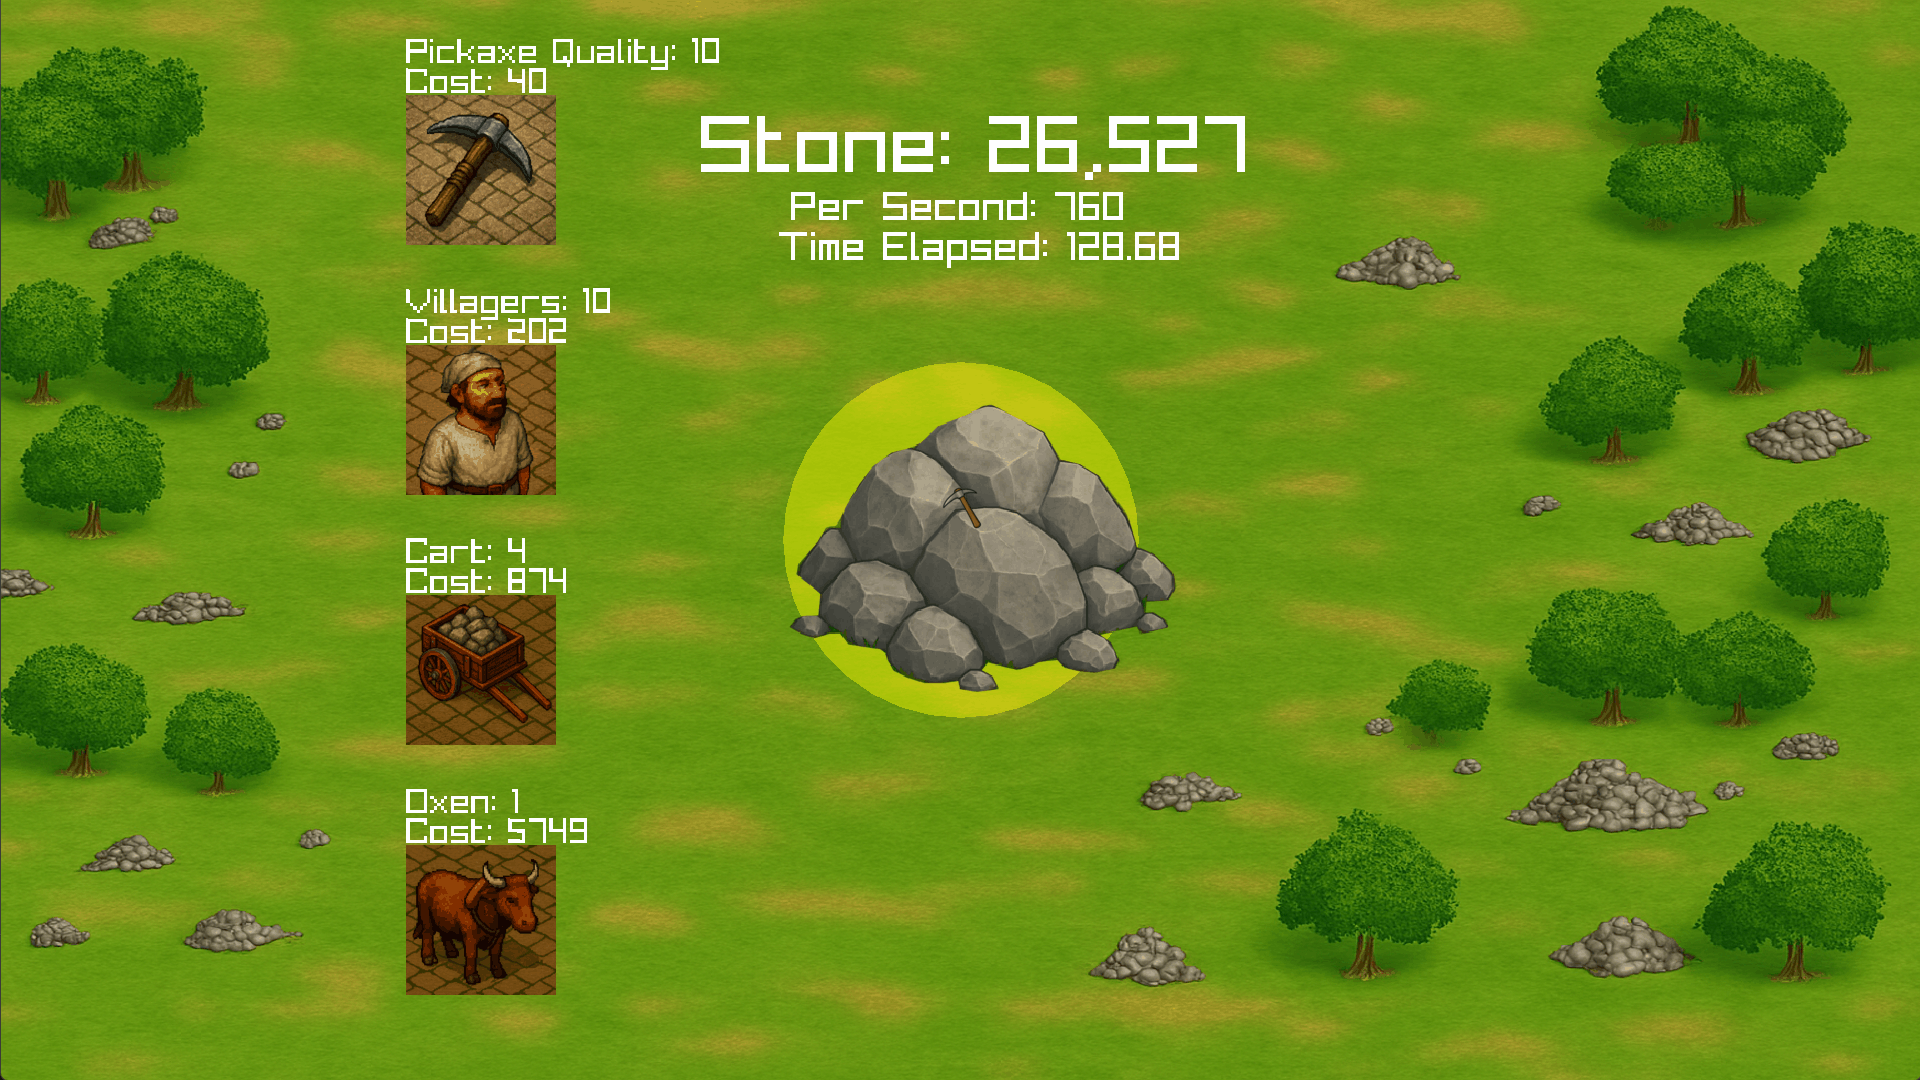 Pickaxe Quality: 10
Cost: 40
Stone: 26,527
Per Second: 760
Time Elapsed: 128.68
Villagers: 10
Cost: 202
Cart: 4
Cost: 874
Oxen: 1
Cost: 5749